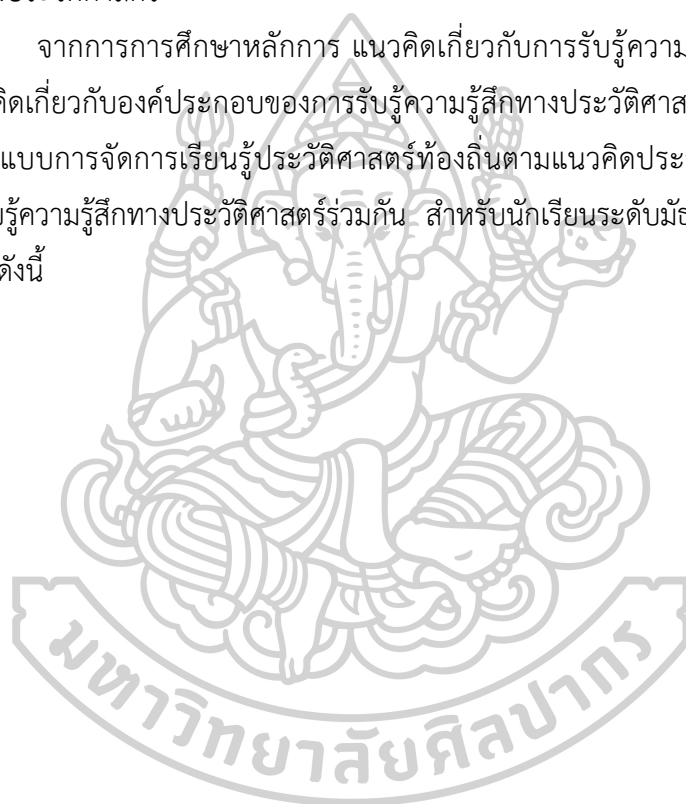 จากการการศึกษาหลักการ แนวคิดเกี่ยวกับการรับรู้ความ
คิดเกี่ยวกับองค์ประกอบของการรับรู้ความรู้สึกทางประวัติศาส
แบบการจัดการเรียนรู้ประวัติศาสตร์ท้องถิ่นตามแนวคิดประ
รู้ความรู้สึกทางประวัติศาสตร์ร่วมกัน สำหรับนักเรียนระดับมั
ดังนี้
มหาวิทยาลัยศิลปากร